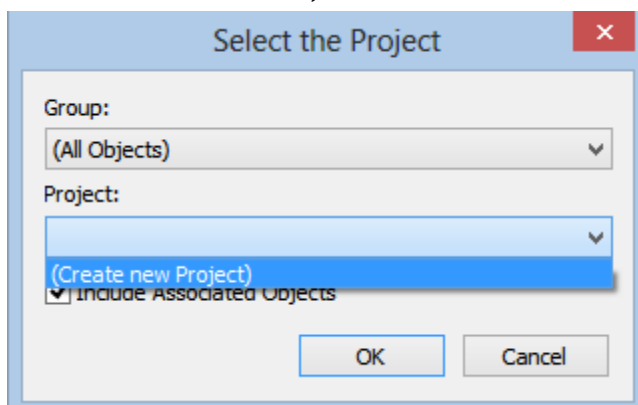 Select the Project
Group:
(All Objects)
Project:
(Create new Project)
Include Associated Objects
OK
Cancel